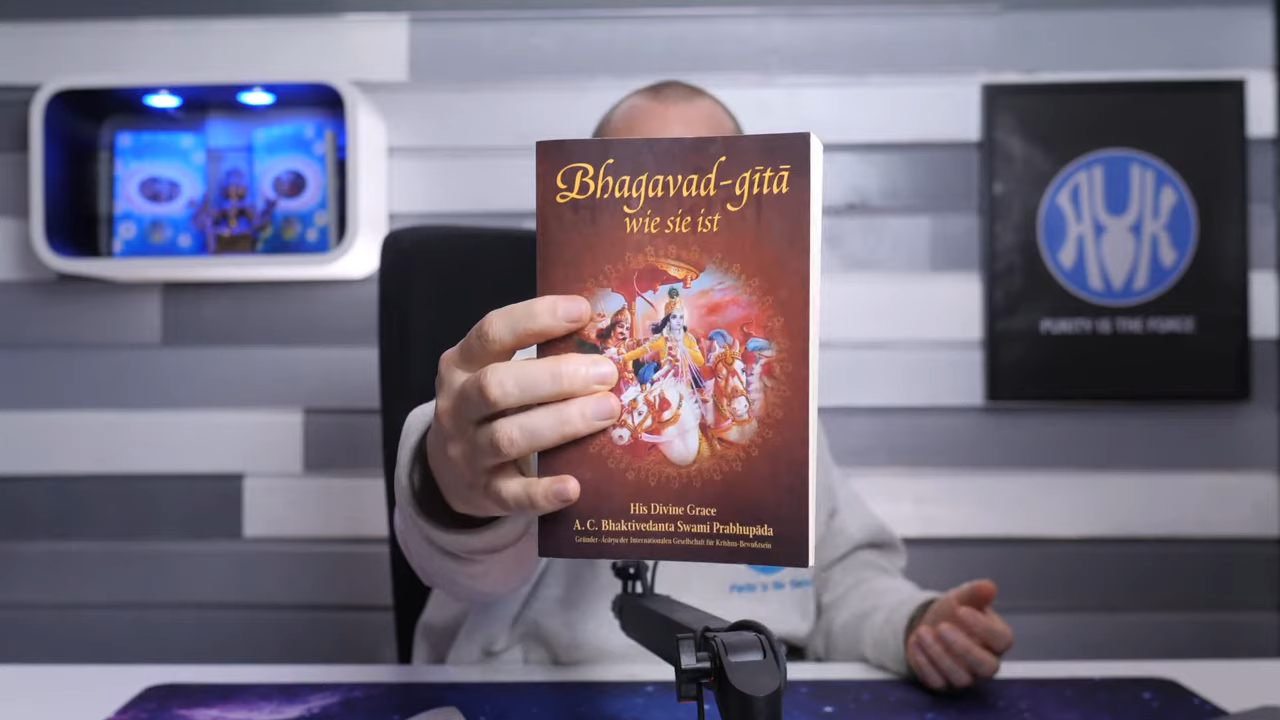 Bhagavad-gītā
wie sie ist
His Divine Grace
A. C. Bhaktivedanta Swami Prabhupāda
Gründer-Ācārya der Internationalen Gesellschaft für Krishna-Bewußtsein
PURITY IS THE FORCE